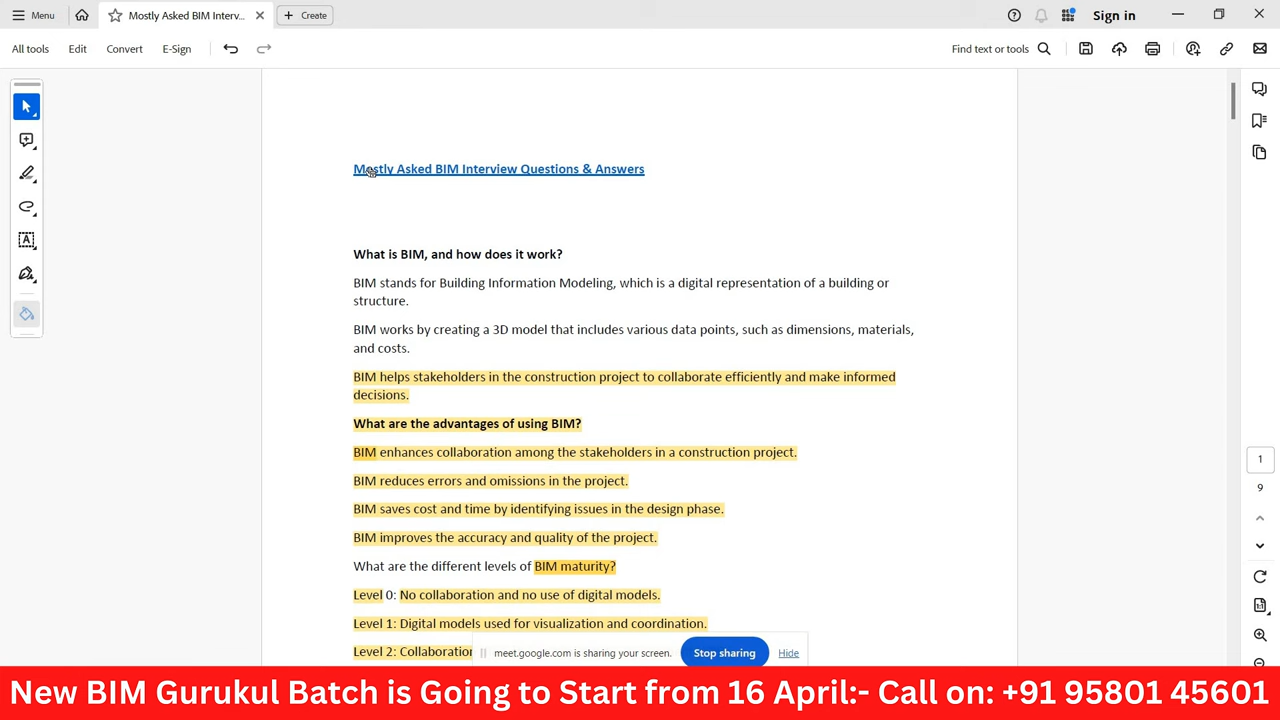 Menu
Mostly Asked BIM Interv...
Create
Sign in
All tools
Edit
Convert
E-Sign
Find text or tools
Mostly Asked BIM Interview Questions & Answers
What is BIM, and how does it work?
BIM stands for Building Information Modeling, which is a digital representation of a building or
structure.
BIM works by creating a 3D model that includes various data points, such as dimensions, materials,
and costs.
BIM helps stakeholders in the construction project to collaborate efficiently and make informed
decisions.
What are the advantages of using BIM?
BIM enhances collaboration among the stakeholders in a construction project.
BIM reduces errors and omissions in the project.
BIM saves cost and time by identifying issues in the design phase.
BIM improves the accuracy and quality of the project.
What are the different levels of BIM maturity?
Level 0: No collaboration and no use of digital models.
Level 1: Digital models used for visualization and coordination.
Level 2: Collaboration
meet.google.com is sharing your screen.
Stop sharing
Hide
1
9
New BIM Gurukul Batch is Going to Start from 16 April:- Call on: +91 95801 45601